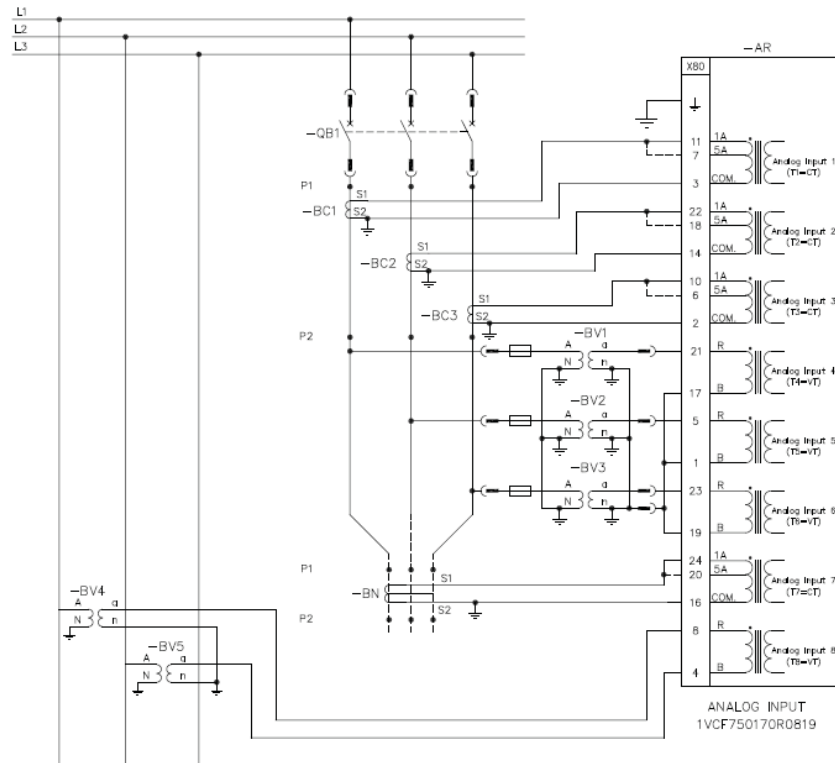 L1
L2
L3
-AR
X80
-QB1
11 1A
7 5A
Analog Input 1
(T1=CT)
3 COM.
P1
S1
-BC1 S2
22 1A
18 5A
Analog Input 2
(T2=CT)
14 COM.
S1
-BC2 S2
10 1A
6 5A
Analog Input 3
(T3=CT)
2 COM.
S1
-BC3 S2
P2
-BV1
A a
N n
21 R
Analog Input 4
(T4=VT)
17 B
-BV2
A a
N n
5 R
Analog Input 5
(T5=VT)
1 B
-BV3
A a
N n
23 R
Analog Input 6
(T6=VT)
19 B
P1
S1
-BN
S2
P2
24 1A
20 5A
Analog Input 7
(T7=CT)
16 COM.
-BV4
A a
N n
8 R
Analog Input 8
(T8=VT)
4 B
-BV5
A a
N n
ANALOG INPUT
1VCF750170R0819